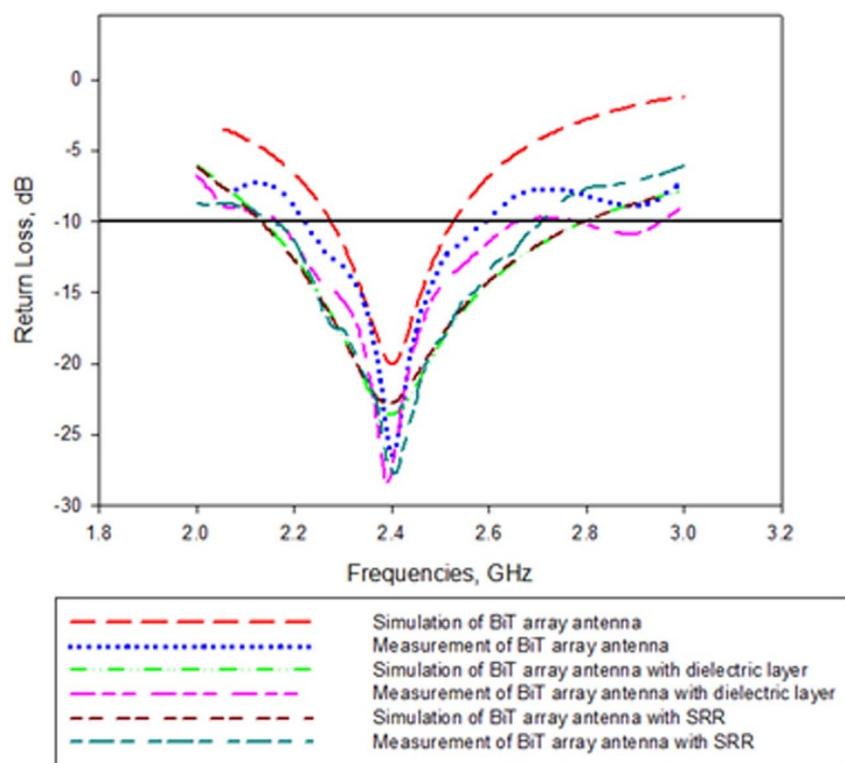 0
-5
-10
-15
-20
-25
-30
Return Loss, dB
1.8 2.0 2.2 2.4 2.6 2.8 3.0 3.2
Frequencies, GHz
Simulation of BiT array antenna
Measurement of BiT array antenna
Simulation of BiT array antenna with dielectric layer
Measurement of BiT array antenna with dielectric layer
Simulation of BiT array antenna with SRR
Measurement of BiT array antenna with SRR